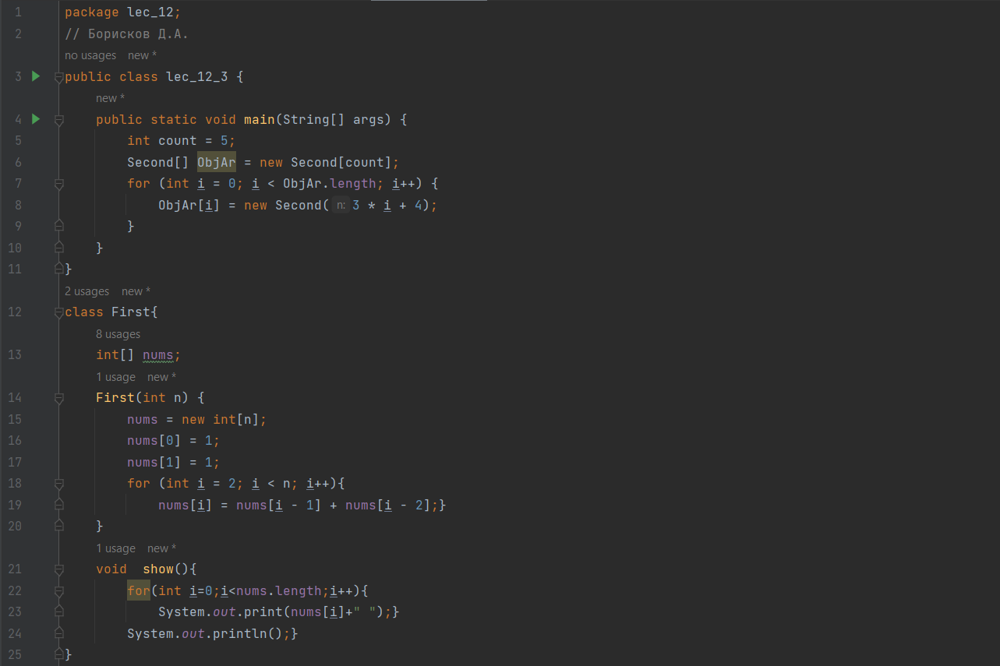 1 package lec_12;
2 // Борисков Д.А.
no usages new *
3 public class lec_12_3 {
new *
4 public static void main(String[] args) {
5 int count = 5;
6 Second[] ObjAr = new Second[count];
7 for (int i = 0; i < ObjAr.length; i++) {
8 ObjAr[i] = new Second( n: 3 * i + 4);
9 }
10 }
11 }
2 usages new *
12 class First{
8 usages
13 int[] nums;
1 usage new *
14 First(int n) {
15 nums = new int[n];
16 nums[0] = 1;
17 nums[1] = 1;
18 for (int i = 2; i < n; i++){
19 nums[i] = nums[i - 1] + nums[i - 2];}
20 }
1 usage new *
21 void  show(){
22 for(int i=0;i<nums.length;i++){
23 System.out.print(nums[i]+" ");}
24 System.out.println();}
25 }